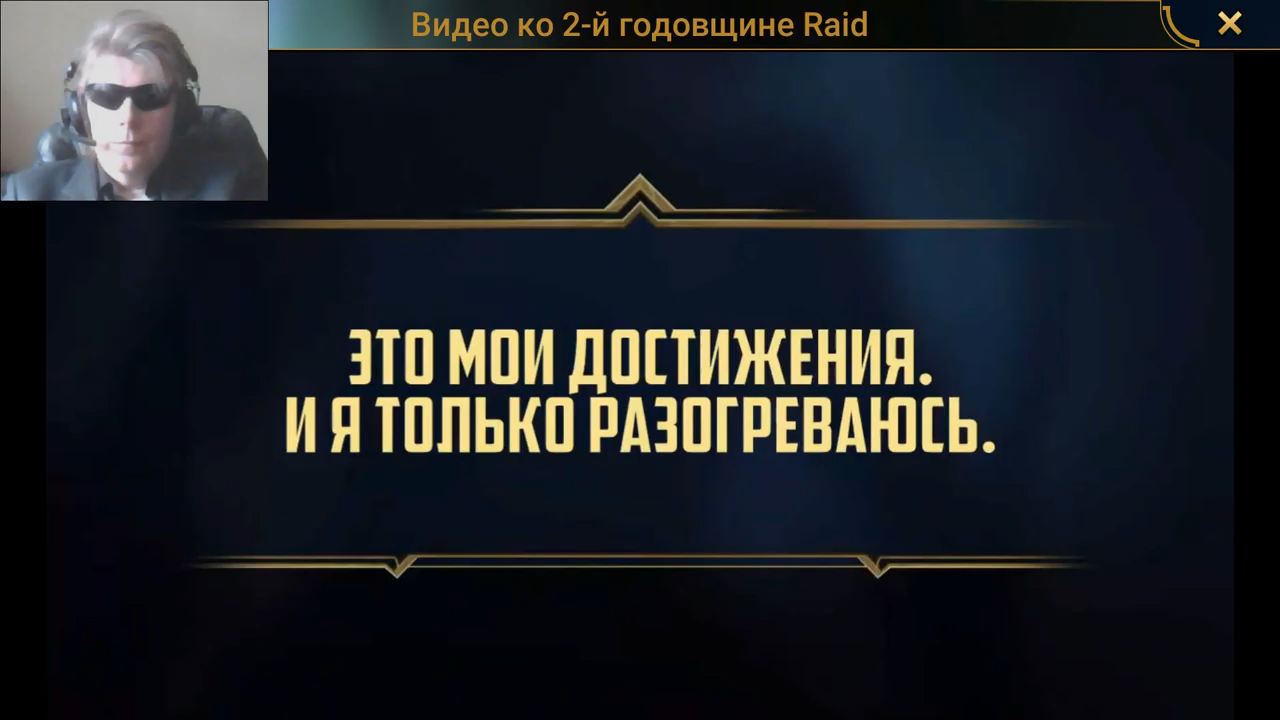 Видео ко 2-й годовщине Raid
ЭТО МОИ ДОСТИЖЕНИЯ.
И Я ТОЛЬКО РАЗОГРЕВАЮСЬ.